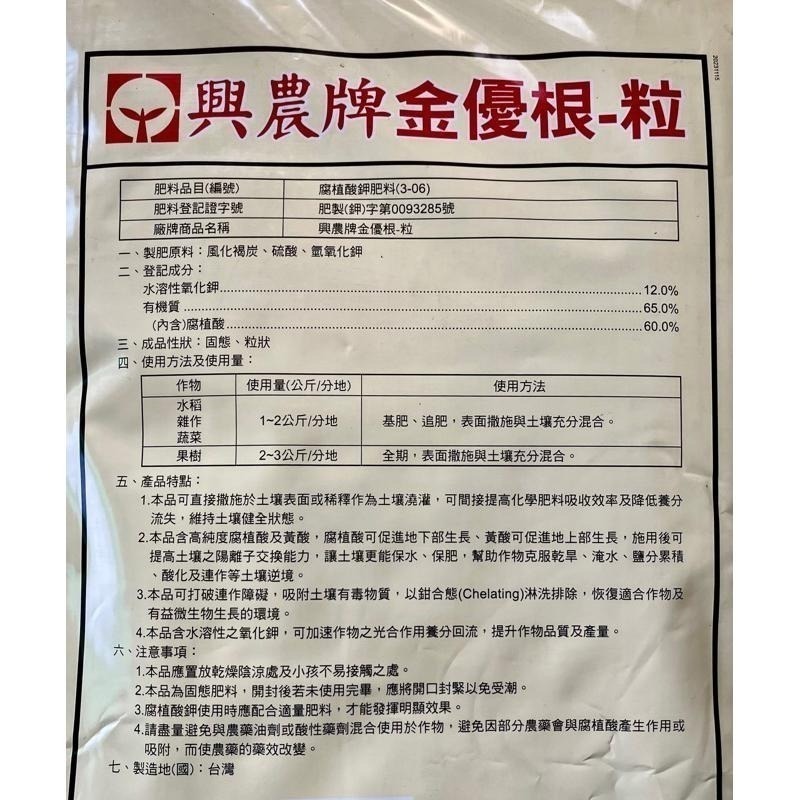 20231115
興農牌金優根-粒
肥料品目(編號) 腐植酸鉀肥料(3-06)
肥料登記證字號 肥製(鉀)字第0093285號
廠牌商品名稱 興農牌金優根-粒
一、製肥原料：風化褐炭、硫酸、氫氧化鉀
二、登記成分：
水溶性氧化鉀 12.0%
有機質 65.0%
(內含)腐植酸 60.0%
三、成品性狀：固態、粒狀
四、使用方法及使用量：
作物 使用量(公斤/分地) 使用方法
水稻
雜作 1~2公斤/分地 基肥、追肥，表面撒施與土壤充分混合。
蔬菜
果樹 2~3公斤/分地 全期，表面撒施與土壤充分混合。
五、產品特點：
1.本品可直接撒施於土壤表面或稀釋作為土壤澆灌，可間接提高化學肥料吸收效率及降低養分
流失，維持土壤健全狀態。
2.本品含高純度腐植酸及黃酸，腐植酸可促進地下部生長、黃酸可促進地上部生長，施用後可
提高土壤之陽離子交換能力，讓土壤更能保水、保肥，幫助作物克服乾旱、淹水、鹽分累積
、酸化及連作等土壤逆境。
3.本品可打破連作障礙，吸附土壤有毒物質，以鉗合態(Chelating)淋洗排除，恢復適合作物及
有益微生物生長的環境。
4.本品含水溶性之氧化鉀，可加速作物之光合作用養分回流，提升作物品質及產量。
六、注意事項：
1.本品應置放乾燥陰涼處及小孩不易接觸之處。
2.本品為固態肥料，開封後若未使用完畢，應將開口封緊以免受潮。
3.腐植酸鉀使用時應配合適量肥料，才能發揮明顯效果。
4.請盡量避免與農藥油劑或酸性藥劑混合使用於作物，避免因部分農藥會與腐植酸產生作用或
吸附，而使農藥的藥效改變。
七、製造地(國)：台灣